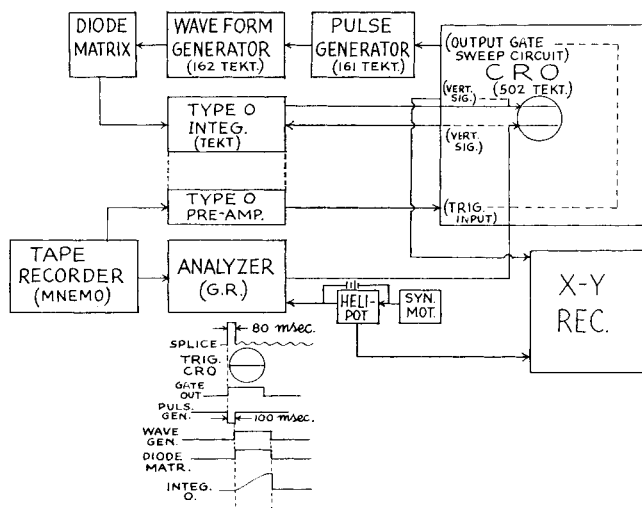 DIODE
MATRIX
WAVE FORM
GENERATOR
(162 TEKT.)
PULSE
GENERATOR
(161 TEKT.)
(OUTPUT GATE
SWEEP CIRCUIT)
CRO
(502 TEKT.)
(VERT.
SIG.)
(VERT.
SIG.)
(TRIG.
INPUT)
TYPE O
INTEG.
(TEKT)
TYPE O
PRE-AMP.
TAPE
RECORDER
(MNEMO)
ANALYZER
(G.R.)
HELI-
POT
SYN.
MOT.
X-Y
REC.
80 msec.
SPLICE
TRIG.
CRO
GATE
OUT
PULS.
GEN.
100 msec.
WAVE
GEN.
DIODE
MATR.
INTEG.
O.